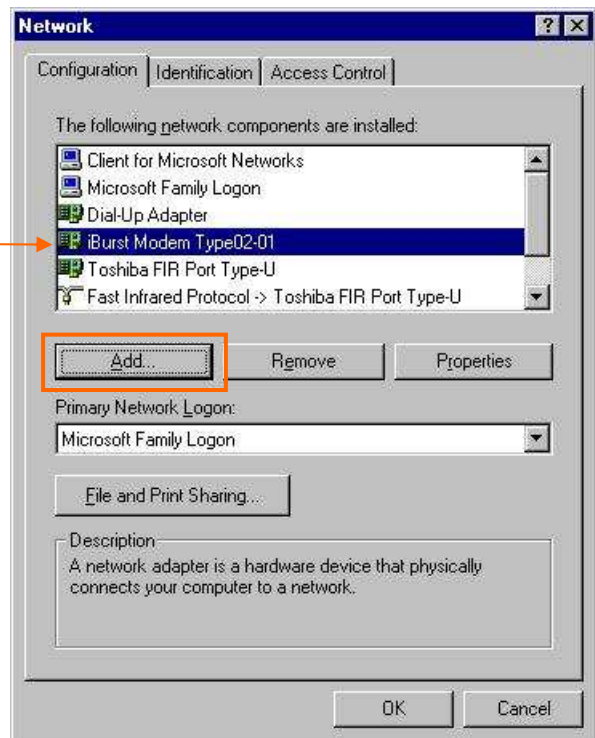 Network
Configuration Identification Access Control
The following network components are installed:
Client for Microsoft Networks
Microsoft Family Logon
Dial-Up Adapter
iBurst Modem Type02-01
Toshiba FIR Port Type-U
Fast Infrared Protocol -> Toshiba FIR Port Type-U
Add... Remove Properties
Primary Network Logon:
Microsoft Family Logon
File and Print Sharing...
Description
A network adapter is a hardware device that physically
connects your computer to a network.
OK Cancel